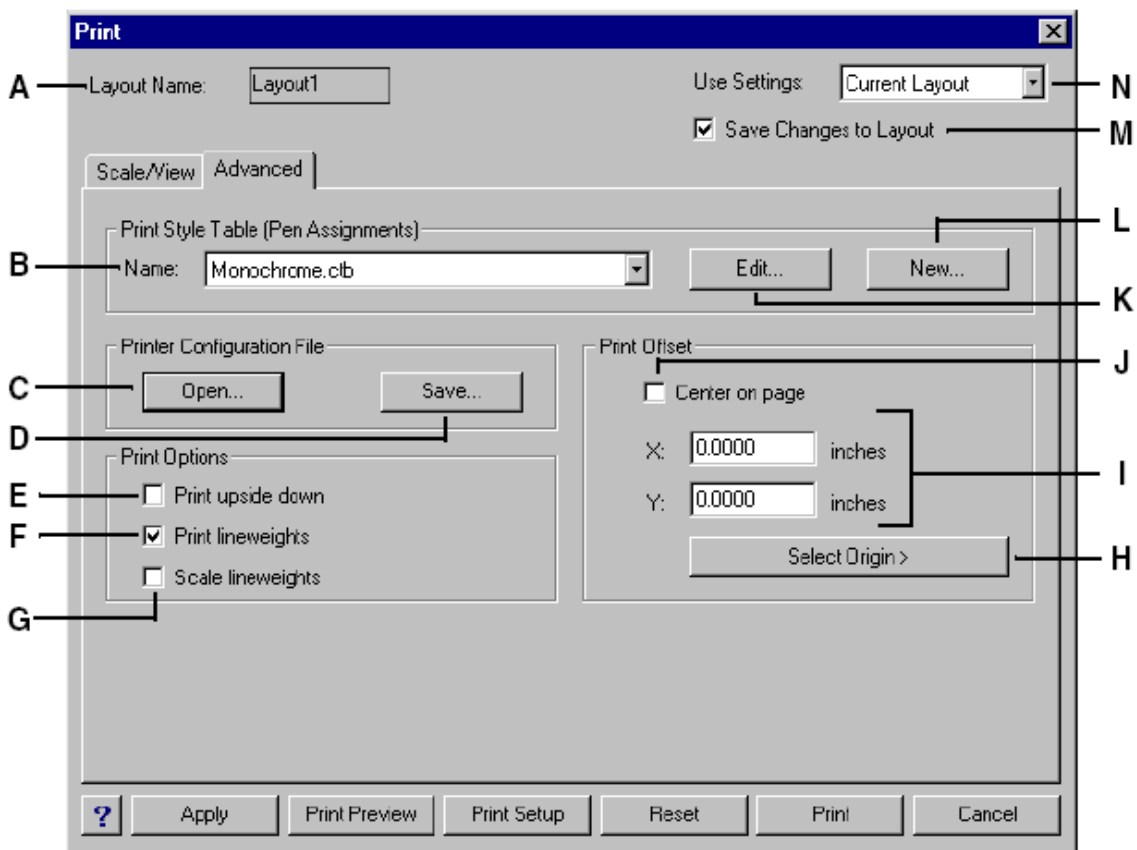 Print
A Layout Name: Layout1 Use Settings: Current Layout N
Save Changes to Layout M
Scale/View Advanced
Print Style Table (Pen Assignments) L
B Name: Monochrome.ctb Edit... New...
K
Printer Configuration File Print Offset J
C Open... Save... Center on page
D X: 0.0000 inches
Print Options I
E Print upside down Y: 0.0000 inches
F Print lineweights Select Origin > H
G Scale lineweights
? Apply Print Preview Print Setup Reset Print Cancel